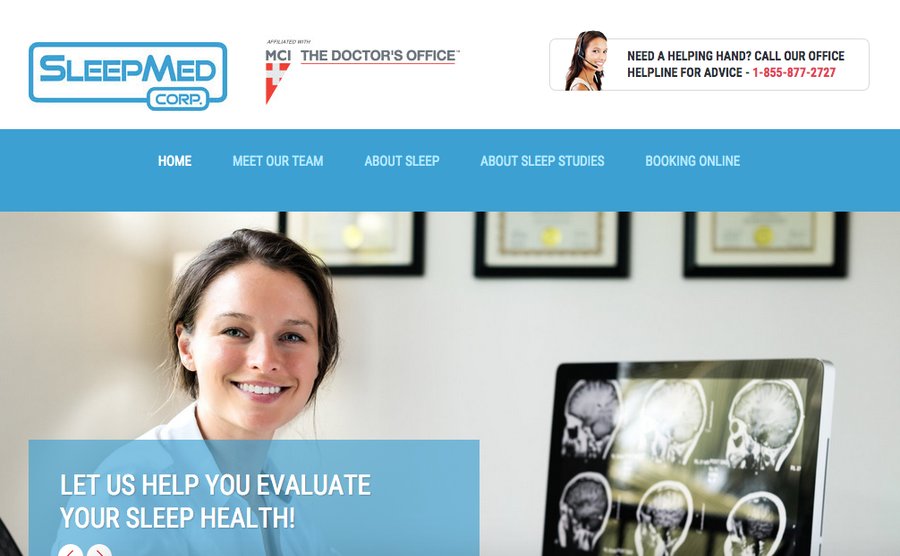 SLEEPMED
CORP.
AFFILIATED WITH
MCI THE DOCTOR'S OFFICE™
NEED A HELPING HAND? CALL OUR OFFICE
HELPLINE FOR ADVICE - 1-855-877-2727
HOME MEET OUR TEAM ABOUT SLEEP ABOUT SLEEP STUDIES BOOKING ONLINE
LET US HELP YOU EVALUATE
YOUR SLEEP HEALTH!